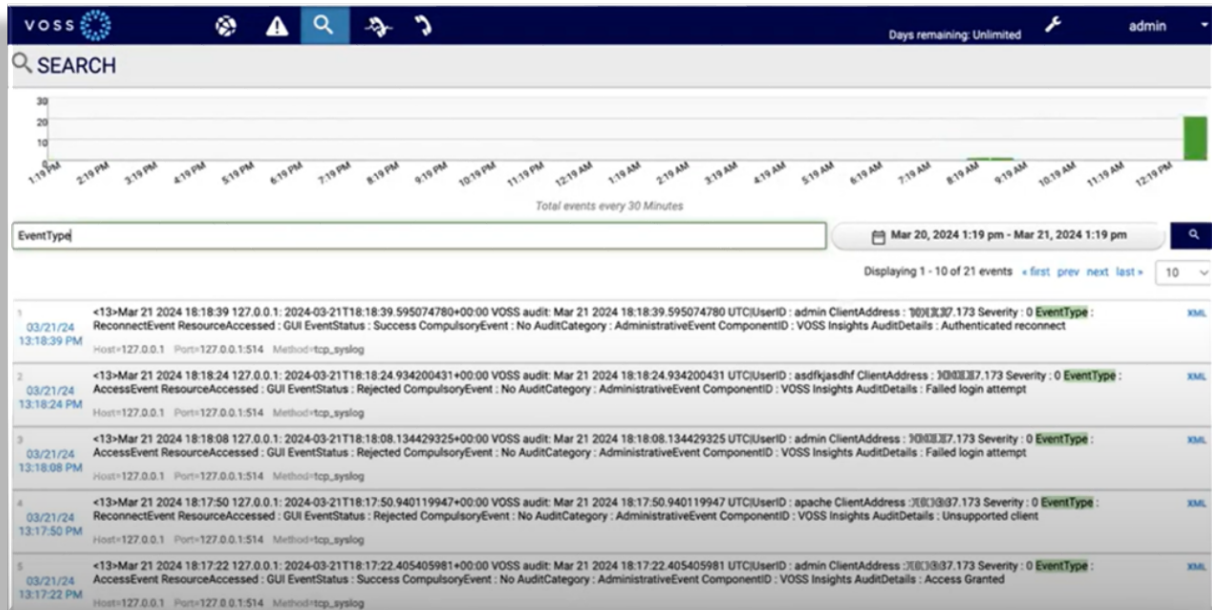 VOSS
Days remaining: Unlimited
admin
SEARCH
30
20
10
0
1:19 PM 2:19 PM 3:19 PM 4:19 PM 5:19 PM 6:19 PM 7:19 PM 8:19 PM 9:19 PM 10:19 PM 11:19 PM 12:19 AM 1:19 AM 2:19 AM 3:19 AM 4:19 AM 5:19 AM 6:19 AM 7:19 AM 8:19 AM 9:19 AM 10:19 AM 11:19 AM 12:19 PM
Total events every 30 Minutes
EventType
Mar 20, 2024 1:19 pm - Mar 21, 2024 1:19 pm
Displaying 1 - 10 of 21 events « first prev next last »
10
1
<13>Mar 21 2024 18:18:39 127.0.0.1: 2024-03-21T18:18:39.595074780+00:00 VOSS audit: Mar 21 2024 18:18:39.595074780 UTC|UserID : admin ClientAddress : 7.173 Severity : 0 EventType :
XML
03/21/24
ReconnectEvent ResourceAccessed : GUI EventStatus : Success CompulsoryEvent : No AuditCategory : AdministrativeEvent ComponentID : VOSS Insights AuditDetails : Authenticated reconnect
13:18:39 PM
Host=127.0.0.1 Port=127.0.0.1:514 Method=tcp_syslog
2
<13>Mar 21 2024 18:18:24 127.0.0.1: 2024-03-21T18:18:24.934200431+00:00 VOSS audit: Mar 21 2024 18:18:24.934200431 UTC|UserID : asdfkjasdhf ClientAddress : 7.173 Severity : 0 EventType :
XML
03/21/24
AccessEvent ResourceAccessed : GUI EventStatus : Rejected CompulsoryEvent : No AuditCategory : AdministrativeEvent ComponentID : VOSS Insights AuditDetails : Failed login attempt
13:18:24 PM
Host=127.0.0.1 Port=127.0.0.1:514 Method=tcp_syslog
3
<13>Mar 21 2024 18:18:08 127.0.0.1: 2024-03-21T18:18:08.134429325+00:00 VOSS audit: Mar 21 2024 18:18:08.134429325 UTC|UserID : admin ClientAddress : 7.173 Severity : 0 EventType :
XML
03/21/24
AccessEvent ResourceAccessed : GUI EventStatus : Rejected CompulsoryEvent : No AuditCategory : AdministrativeEvent ComponentID : VOSS Insights AuditDetails : Failed login attempt
13:18:08 PM
Host=127.0.0.1 Port=127.0.0.1:514 Method=tcp_syslog
4
<13>Mar 21 2024 18:17:50 127.0.0.1: 2024-03-21T18:17:50.940119947+00:00 VOSS audit: Mar 21 2024 18:17:50.940119947 UTC|UserID : apache ClientAddress : 37.173 Severity : 0 EventType :
XML
03/21/24
ReconnectEvent ResourceAccessed : GUI EventStatus : Rejected CompulsoryEvent : No AuditCategory : AdministrativeEvent ComponentID : VOSS Insights AuditDetails : Unsupported client
13:17:50 PM
Host=127.0.0.1 Port=127.0.0.1:514 Method=tcp_syslog
5
<13>Mar 21 2024 18:17:22 127.0.0.1: 2024-03-21T18:17:22.405405981+00:00 VOSS audit: Mar 21 2024 18:17:22.405405981 UTC|UserID : admin ClientAddress : 37.173 Severity : 0 EventType :
XML
03/21/24
AccessEvent ResourceAccessed : GUI EventStatus : Success CompulsoryEvent : No AuditCategory : AdministrativeEvent ComponentID : VOSS Insights AuditDetails : Access Granted
13:17:22 PM
Host=127.0.0.1 Port=127.0.0.1:514 Method=tcp_syslog